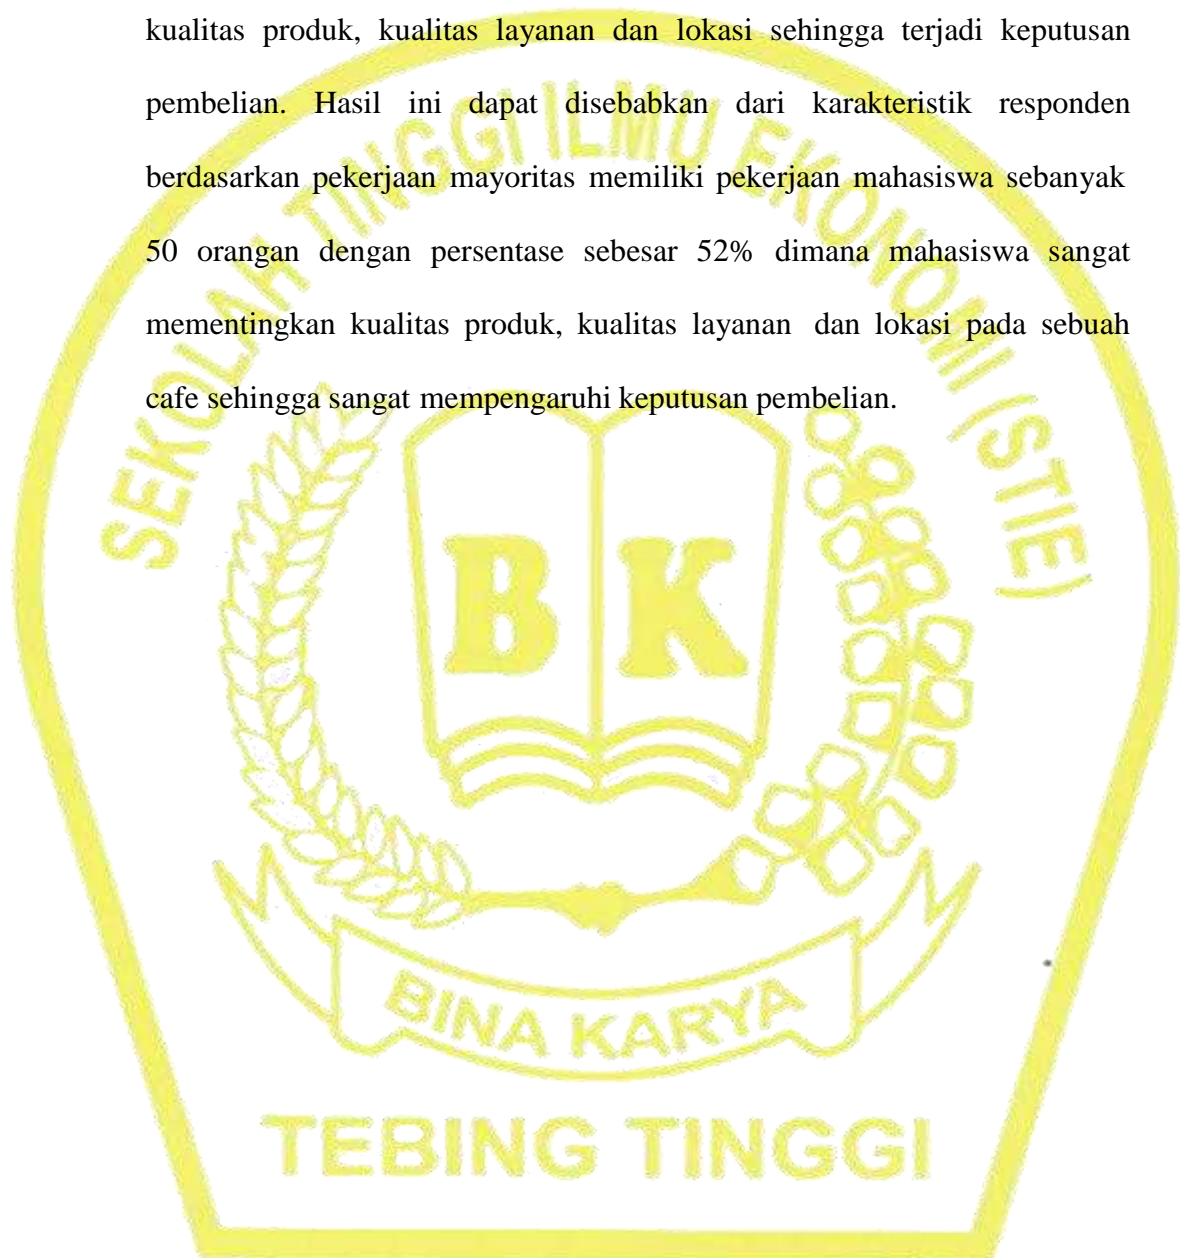 kualitas produk, kualitas layanan dan lokasi sehingga terjadi keputusan
pembelian. Hasil ini dapat disebabkan dari karakteristik responden
berdasarkan pekerjaan mayoritas memiliki pekerjaan mahasiswa sebanyak
50 orangan dengan persentase sebesar 52% dimana mahasiswa sangat
mementingkan kualitas produk, kualitas layanan dan lokasi pada sebuah
cafe sehingga sangat mempengaruhi keputusan pembelian.
SEKOLAH TINGGI ILMU EKONOMI (STIE)
B K
BINA KARYA
TEBING TINGGI